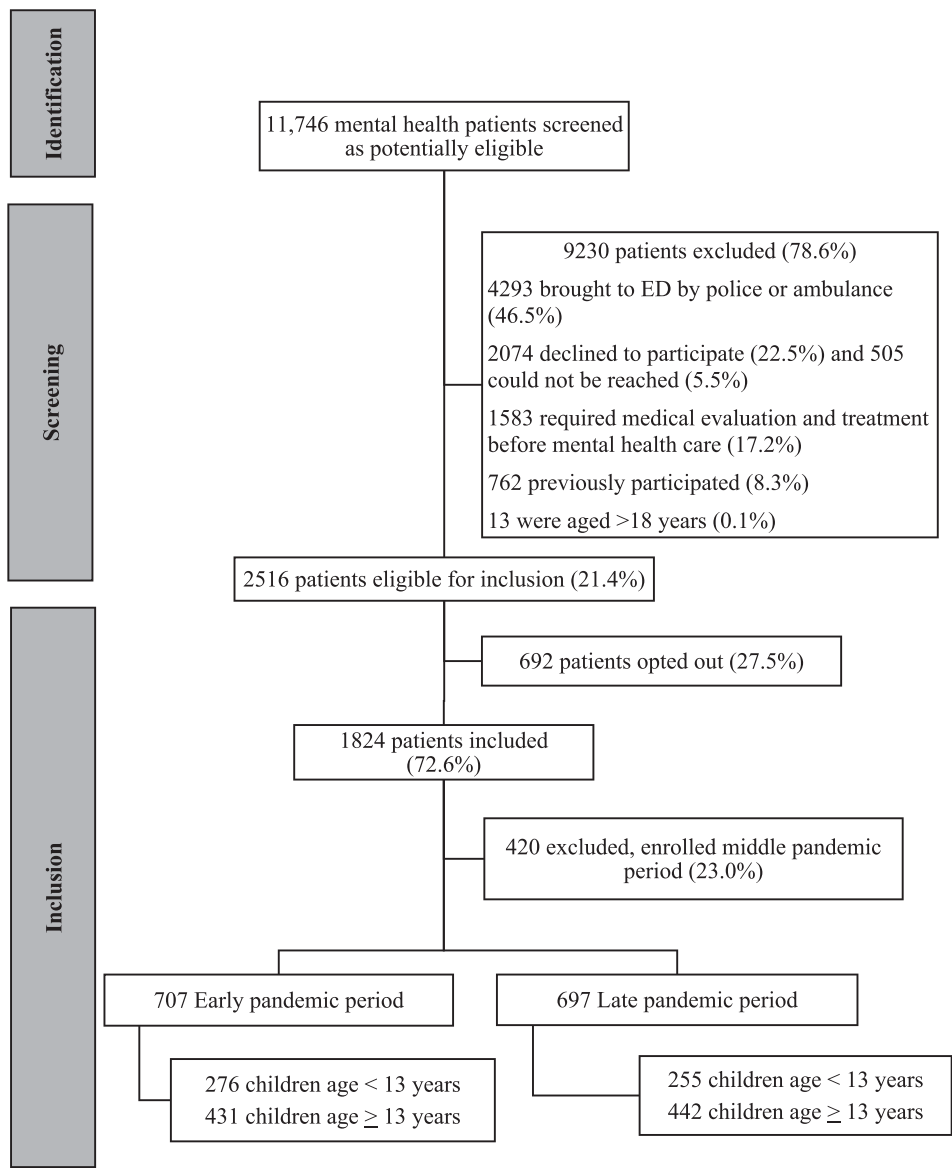 Identification
11,746 mental health patients screened
as potentially eligible
Screening
9230 patients excluded (78.6%)
4293 brought to ED by police or ambulance
(46.5%)
2074 declined to participate (22.5%) and 505
could not be reached (5.5%)
1583 required medical evaluation and treatment
before mental health care (17.2%)
762 previously participated (8.3%)
13 were aged >18 years (0.1%)
2516 patients eligible for inclusion (21.4%)
Inclusion
692 patients opted out (27.5%)
1824 patients included
(72.6%)
420 excluded, enrolled middle pandemic
period (23.0%)
707 Early pandemic period
697 Late pandemic period
276 children age < 13 years
431 children age ≥ 13 years
255 children age < 13 years
442 children age ≥ 13 years